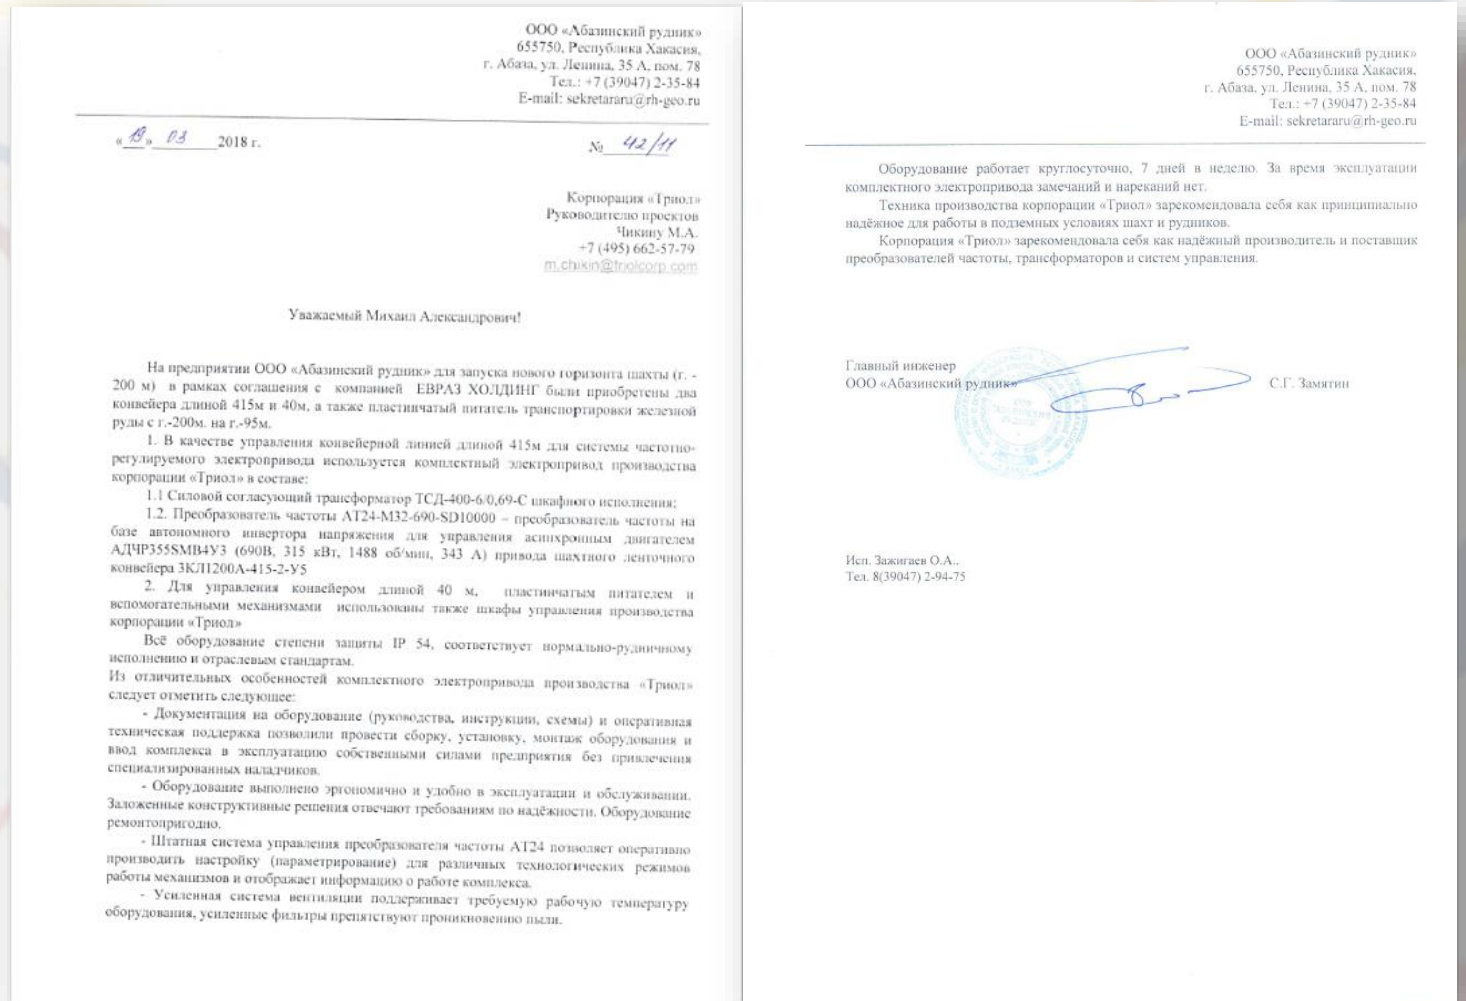 ООО «Абазинский рудник»
655750, Республика Хакасия,
г. Абаза, ул. Ленина, 35 А, пом. 78
Тел.: +7 (39047) 2-35-84
E-mail: sekretararu@rh-geo.ru
«19» 03 2018 г.
№ 42/11
Корпорация «Триол»
Руководителю проектов
Чикину М.А.
+7 (495) 662-57-79
m.chikin@triolcorp.com
Уважаемый Михаил Александрович!
На предприятии ООО «Абазинский рудник» для запуска нового горизонта шахты (г. -
200 м) в рамках соглашения с компанией ЕВРАЗ ХОЛДИНГ были приобретены два
конвейера длиной 415м и 40м, а также пластинчатый питатель транспортировки железной
руды с г.-200м. на г.-95м.
1. В качестве управления конвейерной линией длиной 415м для системы частотно-
регулируемого электропривода используется комплектный электропривод производства
корпорации «Триол» в составе:
1.1 Силовой согласующий трансформатор ТСД-400-6/0,69-С шкафного исполнения;
1.2. Преобразователь частоты АТ24-М32-690-SD10000 – преобразователь частоты на
базе автономного инвертора напряжения для управления асинхронным двигателем
АДЧР355SМВ4У3 (690В, 315 кВт, 1488 об/мин, 343 А) привода шахтного ленточного
конвейера 3КЛ1200А-415-2-У5
2. Для управления конвейером длиной 40 м, пластинчатым питателем и
вспомогательными механизмами использованы также шкафы управления производства
корпорации «Триол»
Всё оборудование степени защиты IP 54, соответствует нормально-рудничному
исполнению и отраслевым стандартам.
Из отличительных особенностей комплектного электропривода производства «Триол»
следует отметить следующее:
- Документация на оборудование (руководства, инструкции, схемы) и оперативная
техническая поддержка позволили провести сборку, установку, монтаж оборудования и
ввод комплекса в эксплуатацию собственными силами предприятия без привлечения
специализированных наладчиков.
- Оборудование выполнено эргономично и удобно в эксплуатации и обслуживании.
Заложенные конструктивные решения отвечают требованиям по надёжности. Оборудование
ремонтопригодно.
- Штатная система управления преобразователя частоты АТ24 позволяет оперативно
производить настройку (параметрирование) для различных технологических режимов
работы механизмов и отображает информацию о работе комплекса.
- Усиленная система вентиляции поддерживает требуемую рабочую температуру
оборудования, усиленные фильтры препятствуют проникновению пыли.
ООО «Абазинский рудник»
655750, Республика Хакасия,
г. Абаза, ул. Ленина, 35 А, пом. 78
Тел.: +7 (39047) 2-35-84
E-mail: sekretararu@rh-geo.ru
Оборудование работает круглосуточно, 7 дней в неделю. За время эксплуатации
комплектного электропривода замечаний и нареканий нет.
Техника производства корпорации «Триол» зарекомендовала себя как принципиально
надёжное для работы в подземных условиях шахт и рудников.
Корпорация «Триол» зарекомендовала себя как надёжный производитель и поставщик
преобразователей частоты, трансформаторов и систем управления.
Главный инженер
ООО «Абазинский рудник»
С.Г. Замятин
Исп. Зажигаев О.А..
Тел. 8(39047) 2-94-75